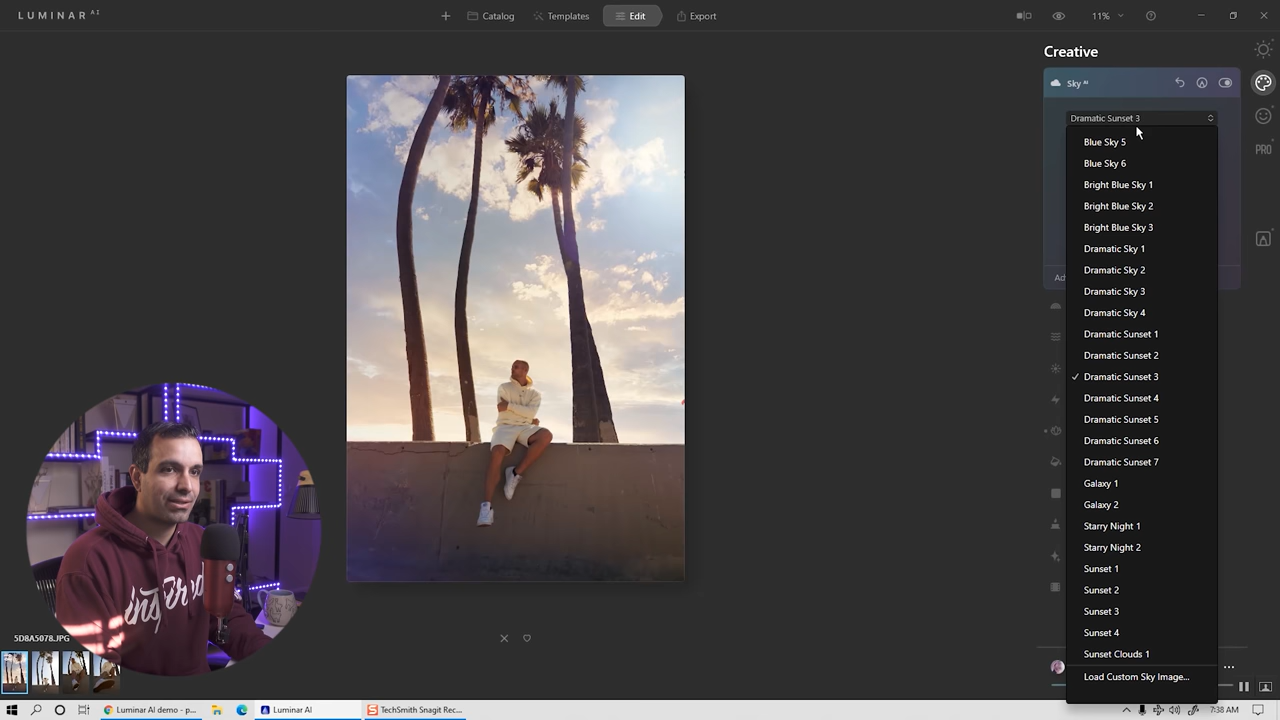 LUMINAR AI
Catalog
Templates
Edit
Export
11%
Creative
Sky AI
Dramatic Sunset 3
Blue Sky 5
Blue Sky 6
Bright Blue Sky 1
Bright Blue Sky 2
Bright Blue Sky 3
Dramatic Sky 1
Dramatic Sky 2
Dramatic Sky 3
Dramatic Sky 4
Dramatic Sunset 1
Dramatic Sunset 2
Dramatic Sunset 3
Dramatic Sunset 4
Dramatic Sunset 5
Dramatic Sunset 6
Dramatic Sunset 7
Galaxy 1
Galaxy 2
Starry Night 1
Starry Night 2
Sunset 1
Sunset 2
Sunset 3
Sunset 4
Sunset Clouds 1
Load Custom Sky Image...
PRO
5D8A5078.JPG
Luminar AI demo - p...
Luminar AI
TechSmith Snagit Rec...
7:38 AM